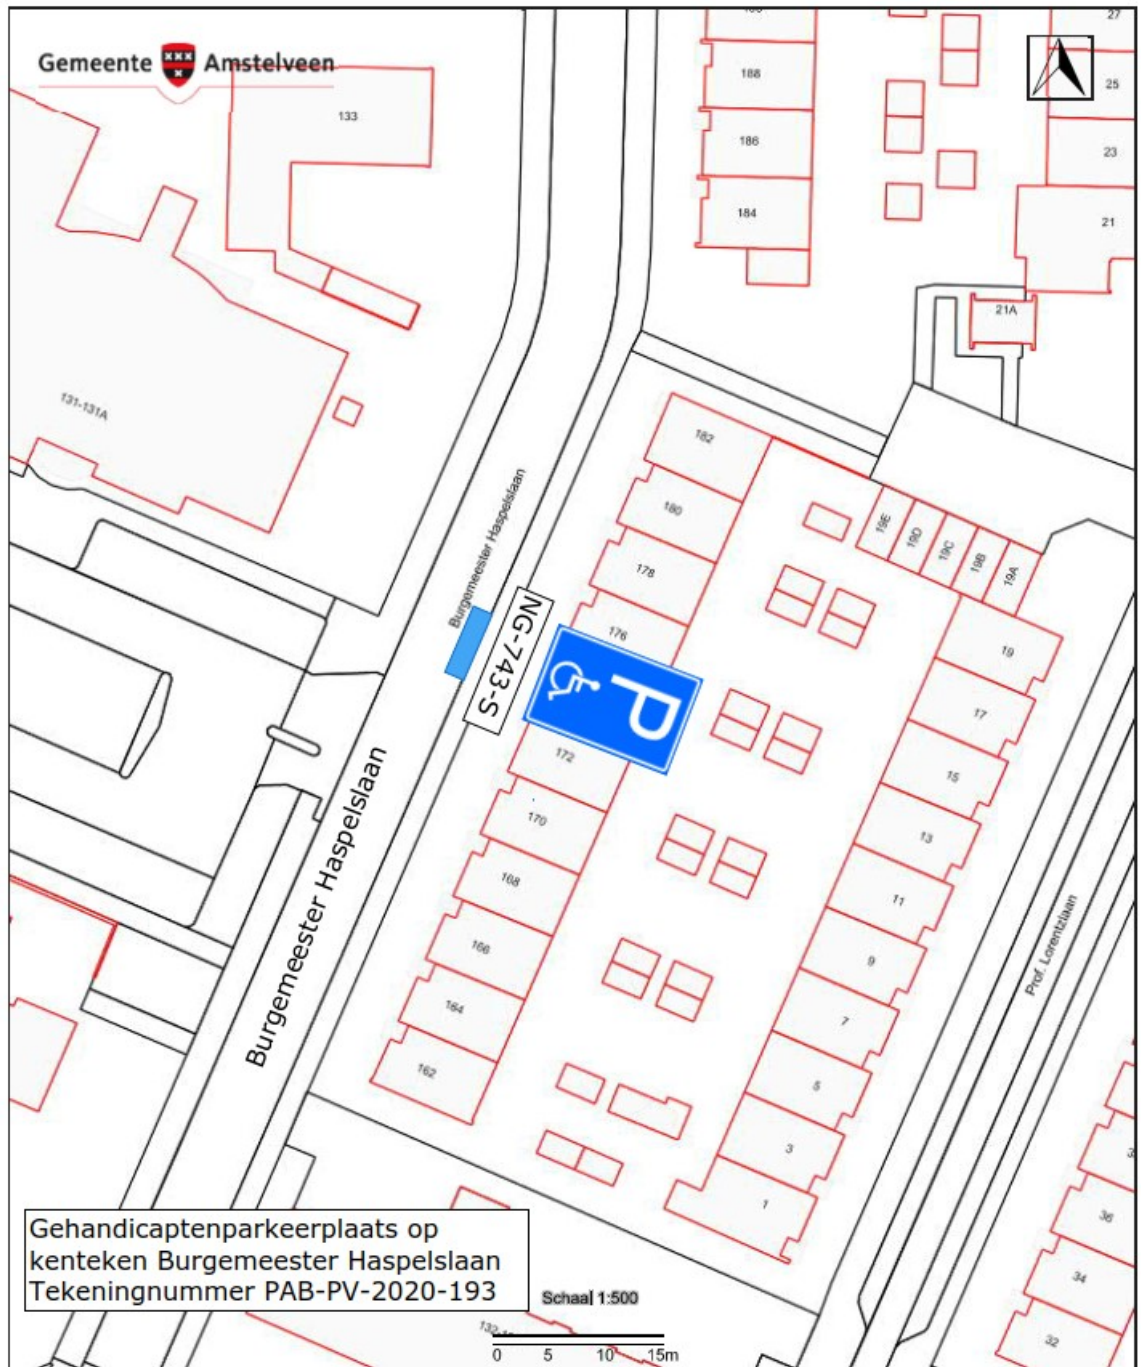 Gemeente Amstelveen
133
188
186
184
27
25
23
21
21A
131-131A
182
180
178
176
172
170
168
166
164
162
19E
19D
19C
19B
19A
19
17
15
13
11
9
7
5
3
1
36
34
32
Burgemeester Haspelslaan
NG-743-S
P
Burgemeester Haspelslaan
Prof. Lorentzlaan
Gehandicaptenparkeerplaats op
kenteken Burgemeester Haspelslaan
Tekeningnummer PAB-PV-2020-193
Schaal 1:500
0 5 10 15m